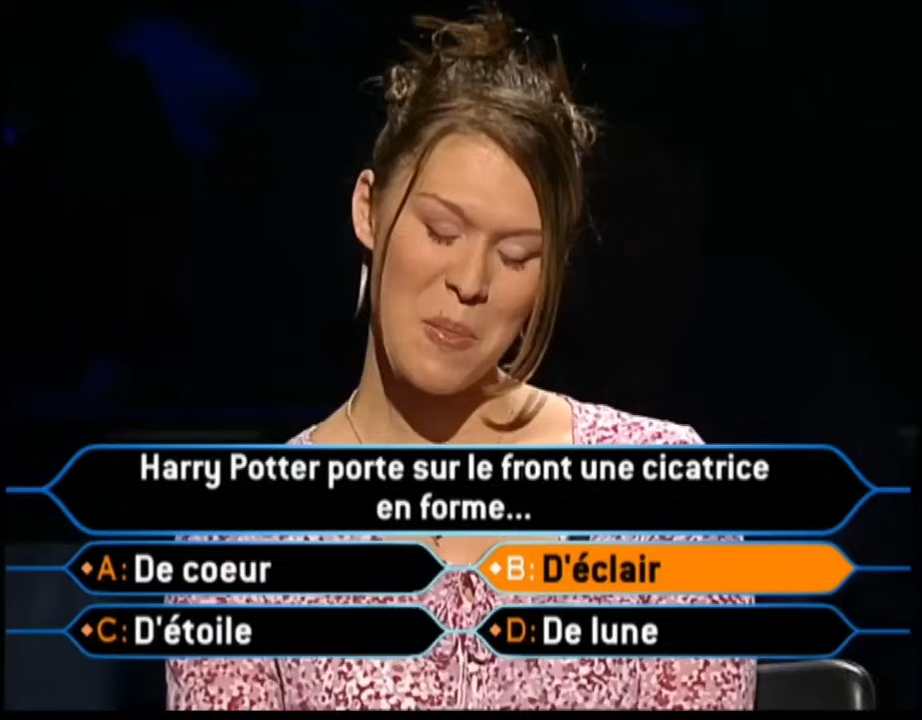 Harry Potter porte sur le front une cicatrice
en forme...
A: De coeur
B: D'éclair
C: D'étoile
D: De lune